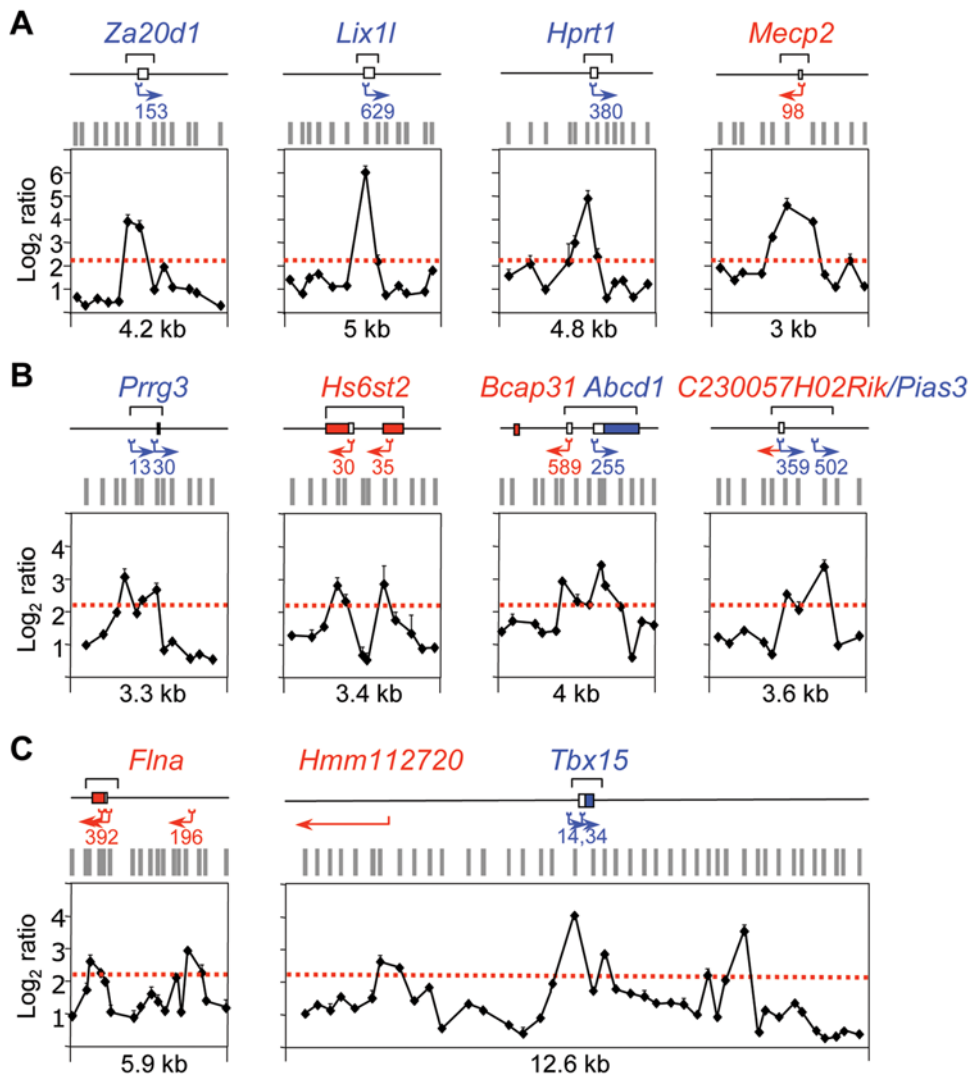 A
Za20d1 Lix1l Hprt1 Mecp2
153 629 380 98
Log2 ratio
6
5
4
3
2
1
4.2 kb 5 kb 4.8 kb 3 kb
B
Prrg3 Hs6st2 Bcap31 Abcd1 C230057H02Rik/Pias3
1330 30 35 589 255 359 502
Log2 ratio
4
3
2
1
3.3 kb 3.4 kb 4 kb 3.6 kb
C
Flna Hmm112720 Tbx15
392 196 14,34
Log2 ratio
4
3
2
1
5.9 kb 12.6 kb